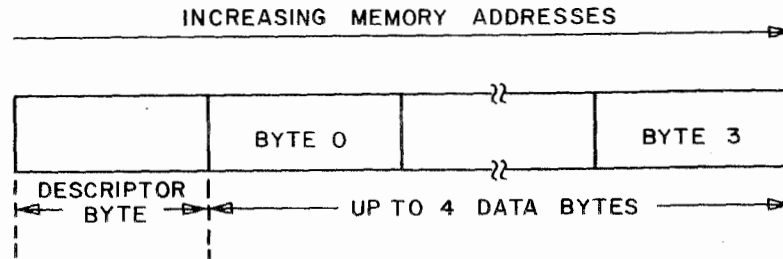 INCREASING MEMORY ADDRESSES
BYTE 0
BYTE 3
DESCRIPTOR
BYTE
UP TO 4 DATA BYTES